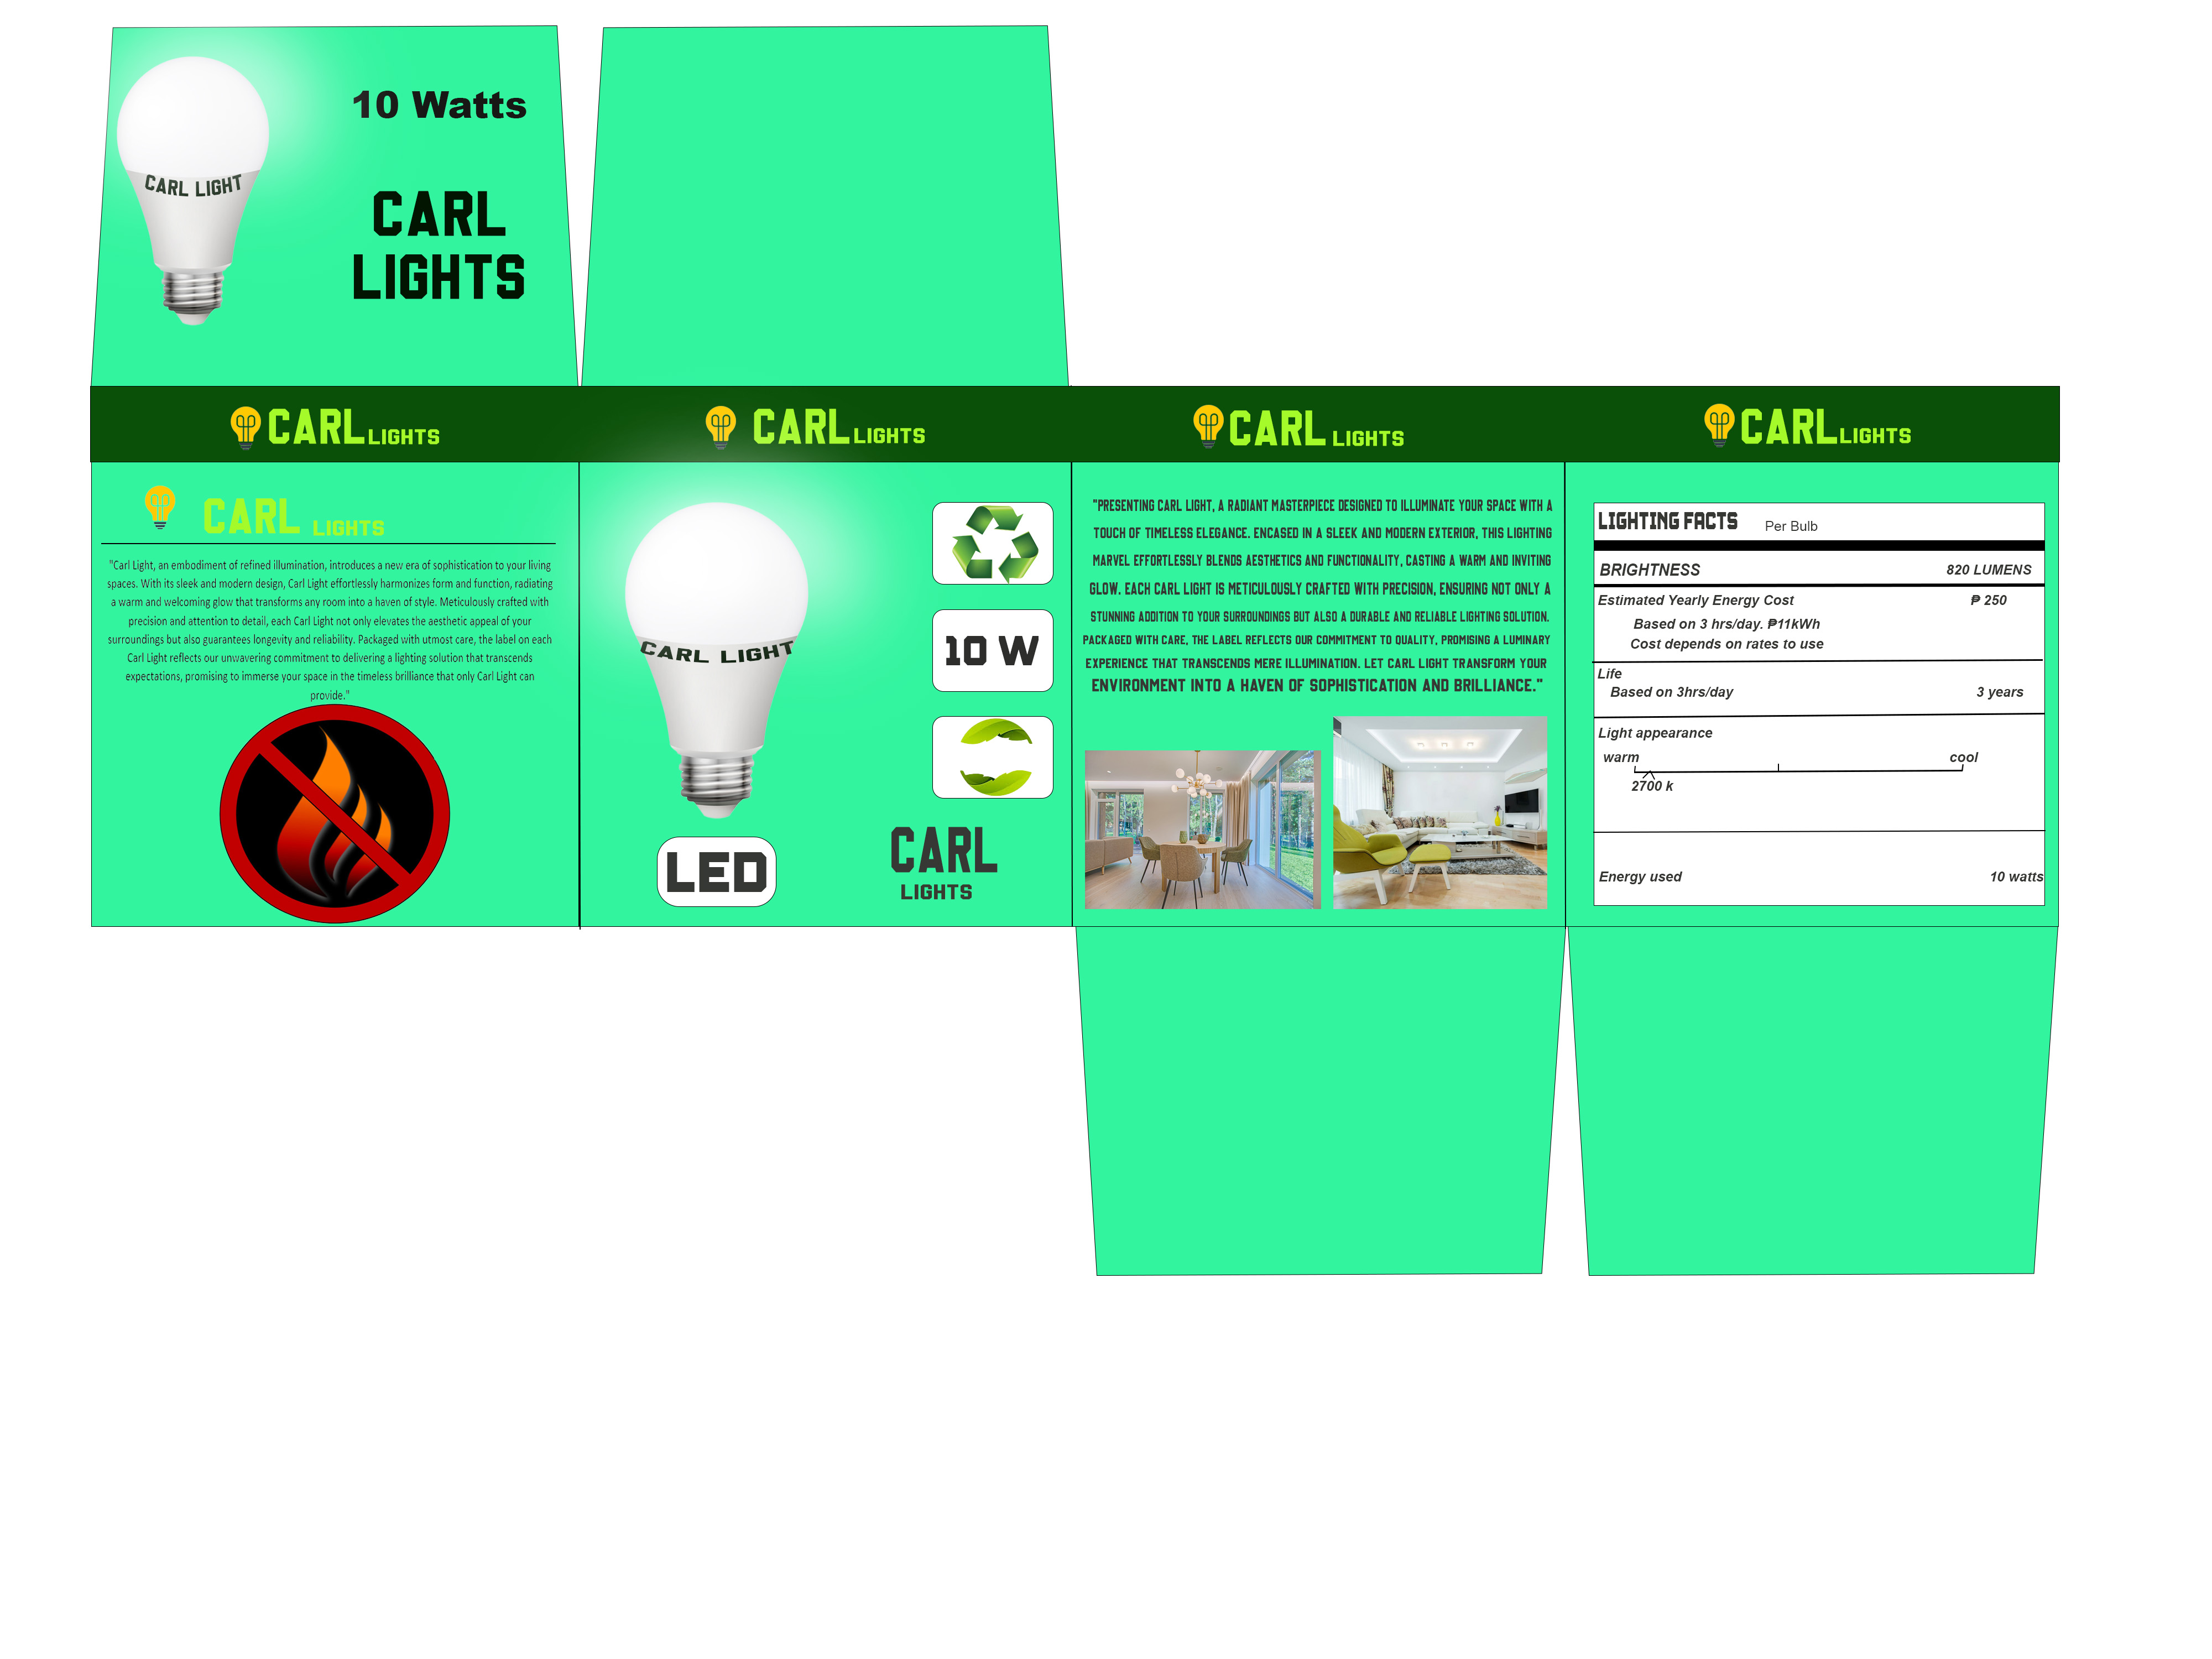 10 Watts
CARL LIGHT
CARL
LIGHTS
CARL LIGHTS
CARL LIGHTS
CARL LIGHTS
CARL LIGHTS
CARL LIGHTS
"Carl Light, an embodiment of refined illumination, introduces a new era of sophistication to your living
spaces. With its sleek and modern design, Carl Light effortlessly harmonizes form and function, radiating
a warm and welcoming glow that transforms any room into a haven of style. Meticulously crafted with
precision and attention to detail, each Carl Light not only elevates the aesthetic appeal of your
surroundings but also guarantees longevity and reliability. Packaged with utmost care, the label on each
Carl Light reflects our unwavering commitment to delivering a lighting solution that transcends
expectations, promising to immerse your space in the timeless brilliance that only Carl Light can
provide."
CARL LIGHT
10 W
LED
CARL
LIGHTS
"PRESENTING CARL LIGHT, A RADIANT MASTERPIECE DESIGNED TO ILLUMINATE YOUR SPACE WITH A
TOUCH OF TIMELESS ELEGANCE. ENCASED IN A SLEEK AND MODERN EXTERIOR, THIS LIGHTING
MARVEL EFFORTLESSLY BLENDS AESTHETICS AND FUNCTIONALITY, CASTING A WARM AND INVITING
GLOW. EACH CARL LIGHT IS METICULOUSLY CRAFTED WITH PRECISION, ENSURING NOT ONLY A
STUNNING ADDITION TO YOUR SURROUNDINGS BUT ALSO A DURABLE AND RELIABLE LIGHTING SOLUTION.
PACKAGED WITH CARE, THE LABEL REFLECTS OUR COMMITMENT TO QUALITY, PROMISING A LUMINARY
EXPERIENCE THAT TRANSCENDS MERE ILLUMINATION. LET CARL LIGHT TRANSFORM YOUR
ENVIRONMENT INTO A HAVEN OF SOPHISTICATION AND BRILLIANCE."
LIGHTING FACTS Per Bulb
BRIGHTNESS 820 LUMENS
Estimated Yearly Energy Cost ₱ 250
Based on 3 hrs/day. ₱11kWh
Cost depends on rates to use
Life
Based on 3hrs/day 3 years
Light appearance
warm cool
2700 k
Energy used 10 watts